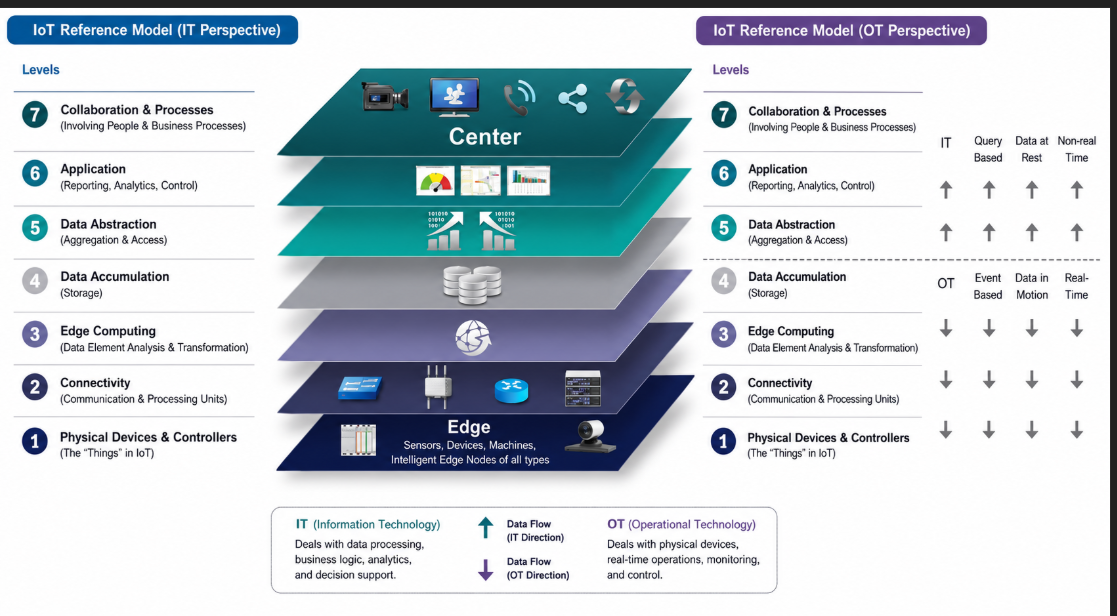 IoT Reference Model (IT Perspective)
Levels
7
Collaboration & Processes
(Involving People & Business Processes)
6
Application
(Reporting, Analytics, Control)
5
Data Abstraction
(Aggregation & Access)
4
Data Accumulation
(Storage)
3
Edge Computing
(Data Element Analysis & Transformation)
2
Connectivity
(Communication & Processing Units)
1
Physical Devices & Controllers
(The "Things" in IoT)
Center
101010
01010
1001
101010
01010
1001
Edge
Sensors, Devices, Machines,
Intelligent Edge Nodes of all types
IoT Reference Model (OT Perspective)
Levels
7
Collaboration & Processes
(Involving People & Business Processes)
6
Application
(Reporting, Analytics, Control)
5
Data Abstraction
(Aggregation & Access)
4
Data Accumulation
(Storage)
3
Edge Computing
(Data Element Analysis & Transformation)
2
Connectivity
(Communication & Processing Units)
1
Physical Devices & Controllers
(The "Things" in IoT)
IT
Query
Based
Data at
Rest
Non-real
Time
OT
Event
Based
Data in
Motion
Real-
Time
IT (Information Technology)
Deals with data processing,
business logic, analytics,
and decision support.
Data Flow
(IT Direction)
Data Flow
(OT Direction)
OT (Operational Technology)
Deals with physical devices,
real-time operations, monitoring,
and control.